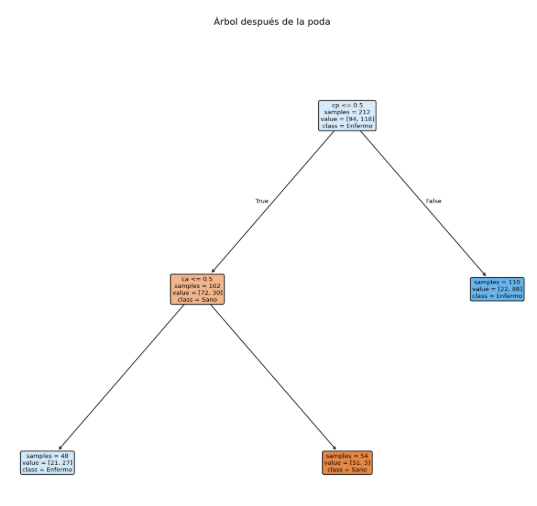 Árbol después de la poda
cp <= 0.5
samples = 212
value = [94, 118]
class = Enfermo
True
False
ca <= 0.5
samples = 102
value = [72, 30]
class = Sano
samples = 110
value = [22, 88]
class = Enfermo
samples = 48
value = [21, 27]
class = Enfermo
samples = 54
value = [51, 3]
class = Sano